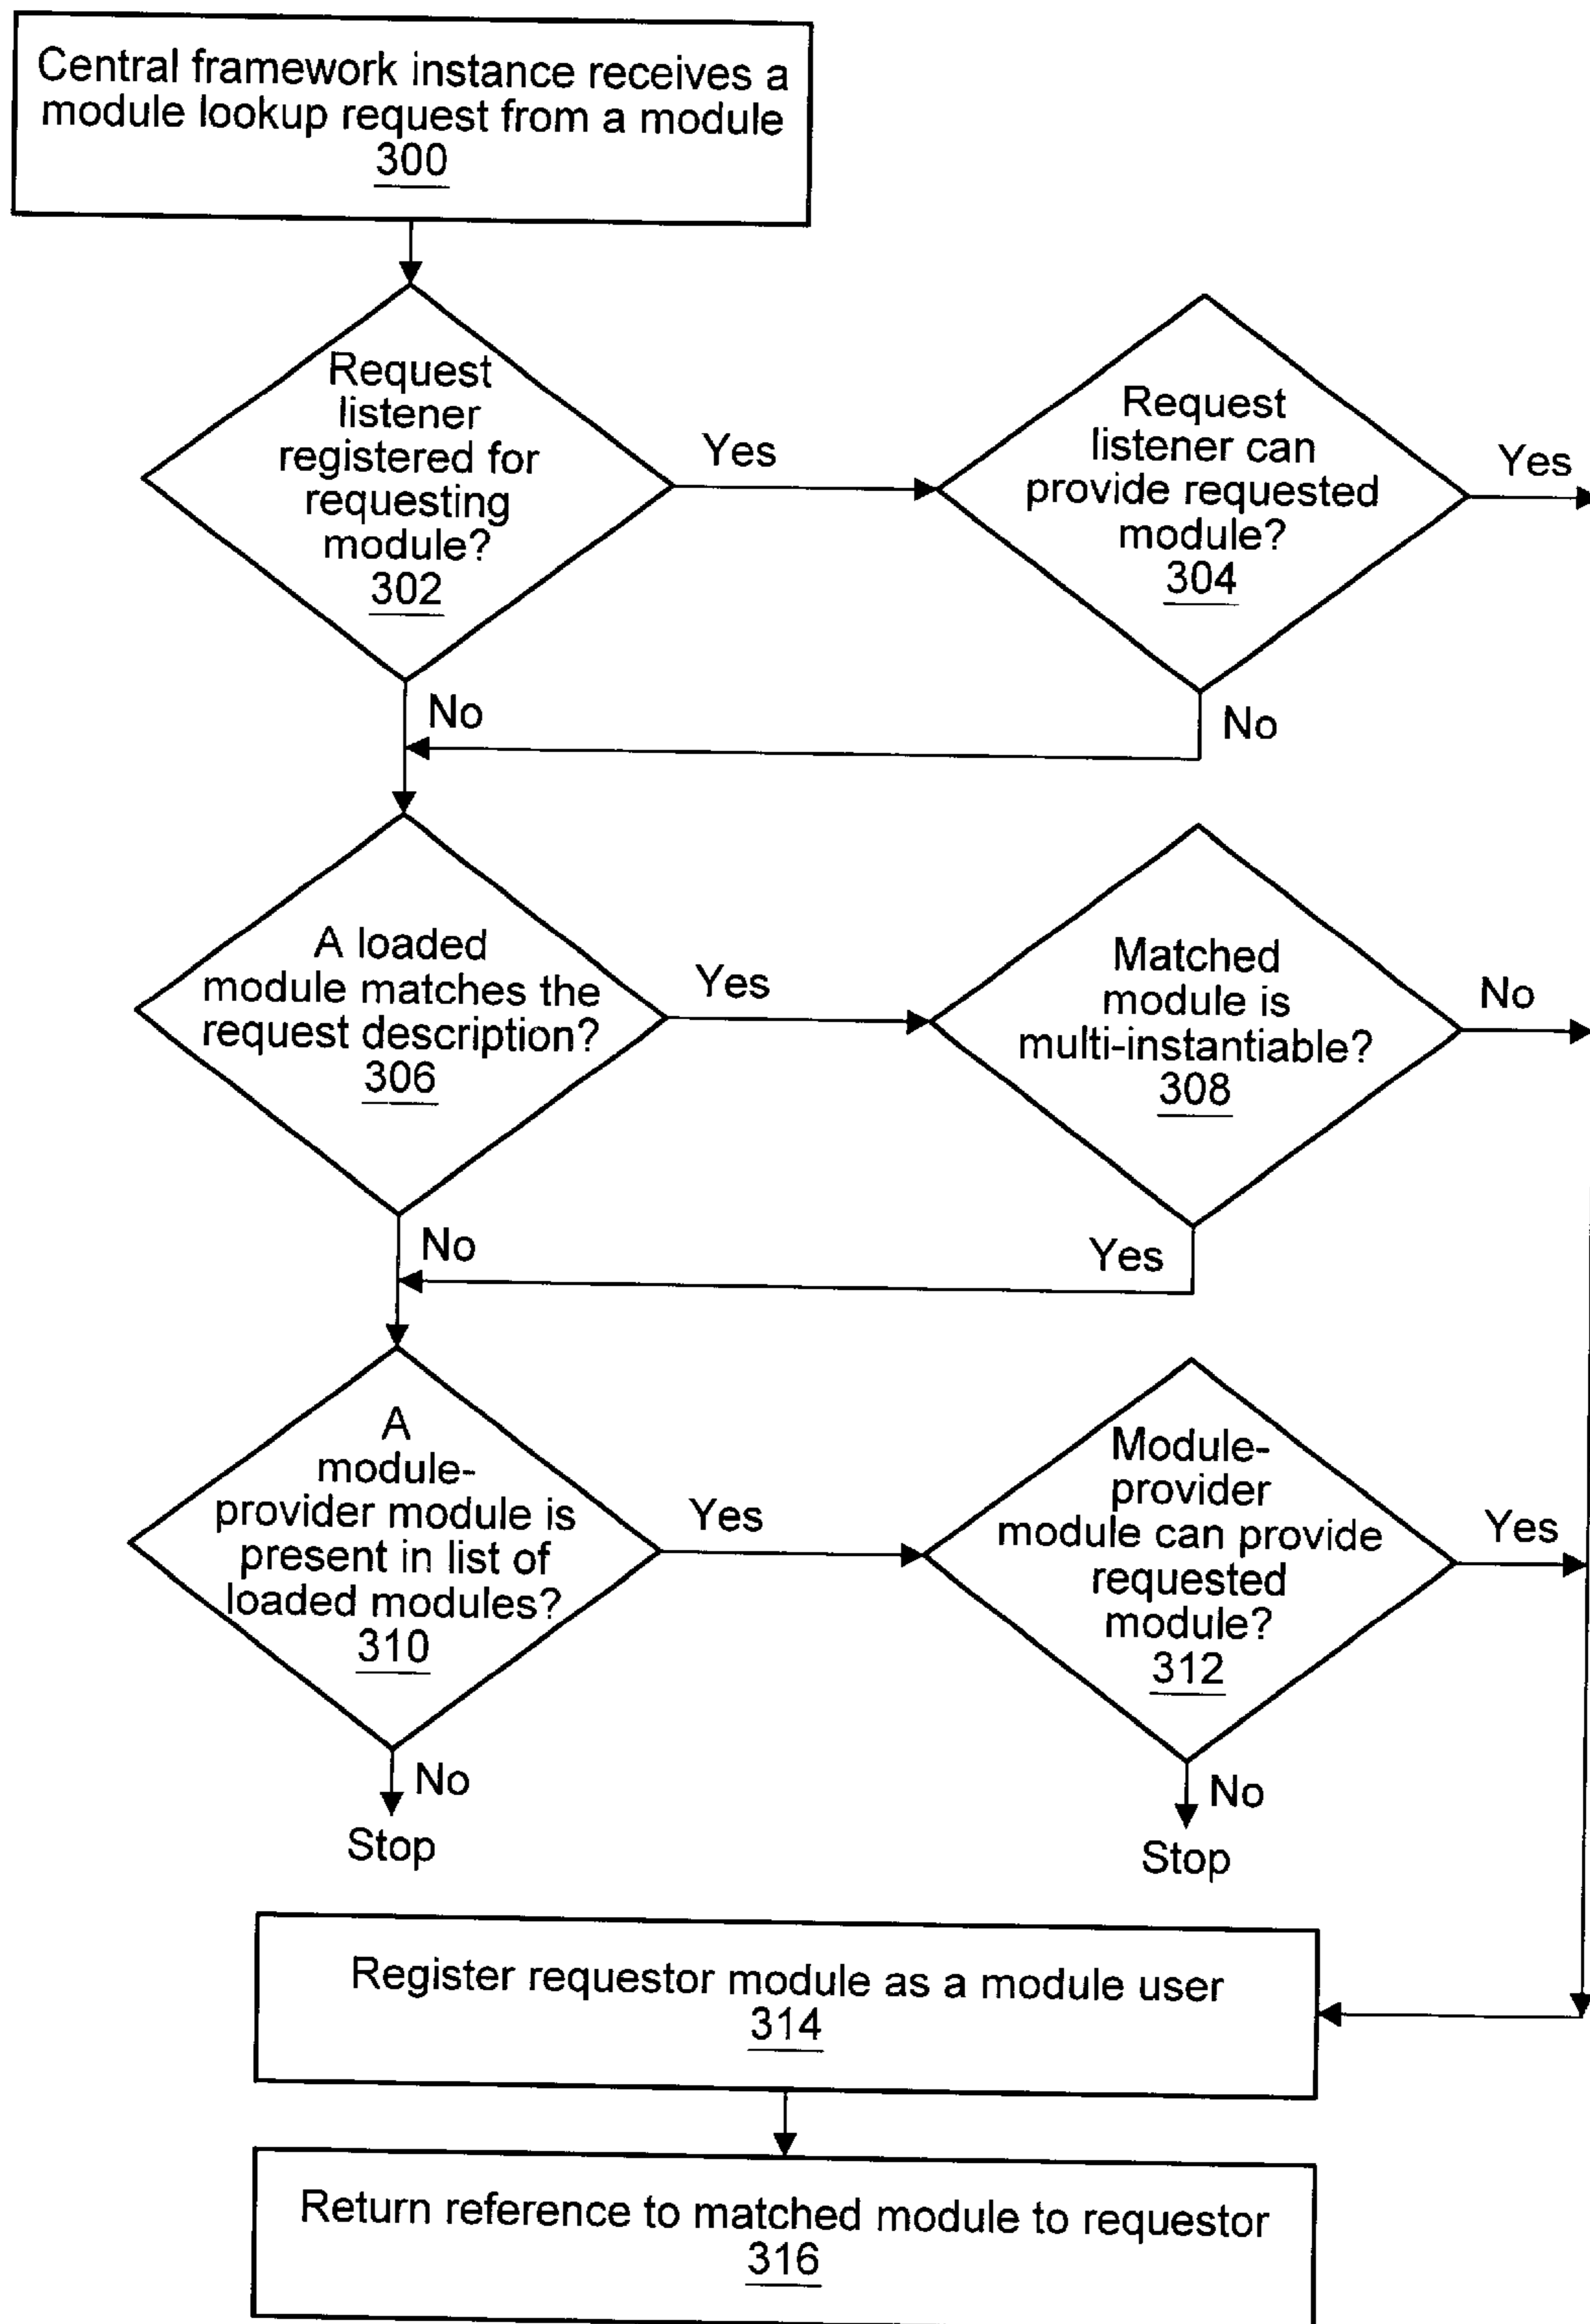 Central framework instance receives a
module lookup request from a module
300
Request
listener
registered for
requesting
module?
302
Yes
Request
listener can
provide requested
module?
304
Yes
No
No
A loaded
module matches the
request description?
306
Yes
Matched
module is
multi-instantiable?
308
No
No
Yes
A
module-
provider module is
present in list of
loaded modules?
310
Yes
Module-
provider
module can provide
requested
module?
312
Yes
No
Stop
No
Stop
Register requestor module as a module user
314
Return reference to matched module to requestor
316